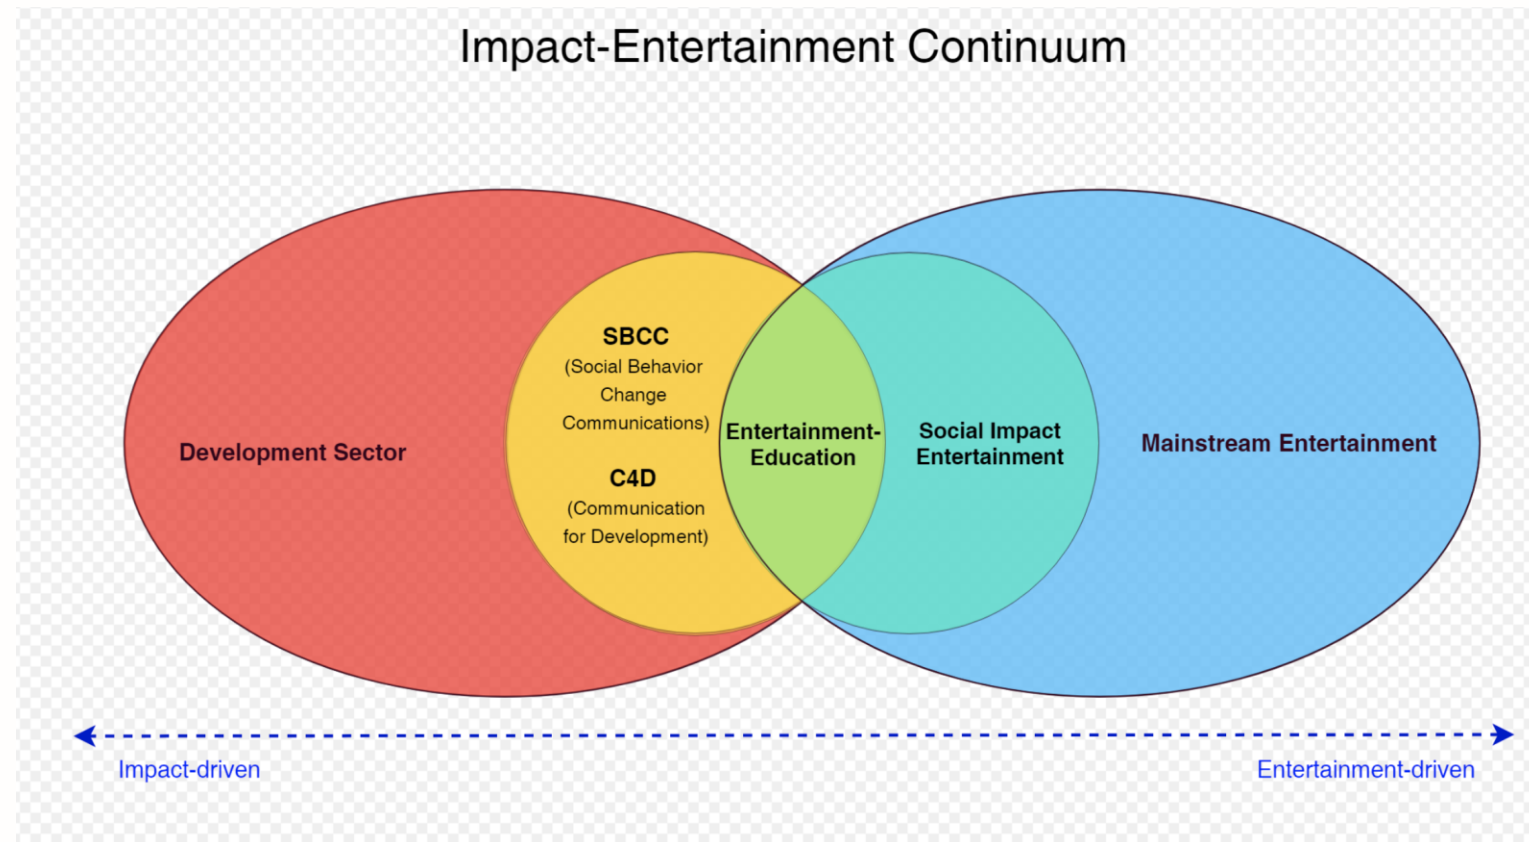 Impact-Entertainment Continuum
SBCC
(Social Behavior
Change
Communications)
C4D
(Communication
for Development)
Development Sector
Entertainment-
Education
Social Impact
Entertainment
Mainstream Entertainment
Impact-driven
Entertainment-driven